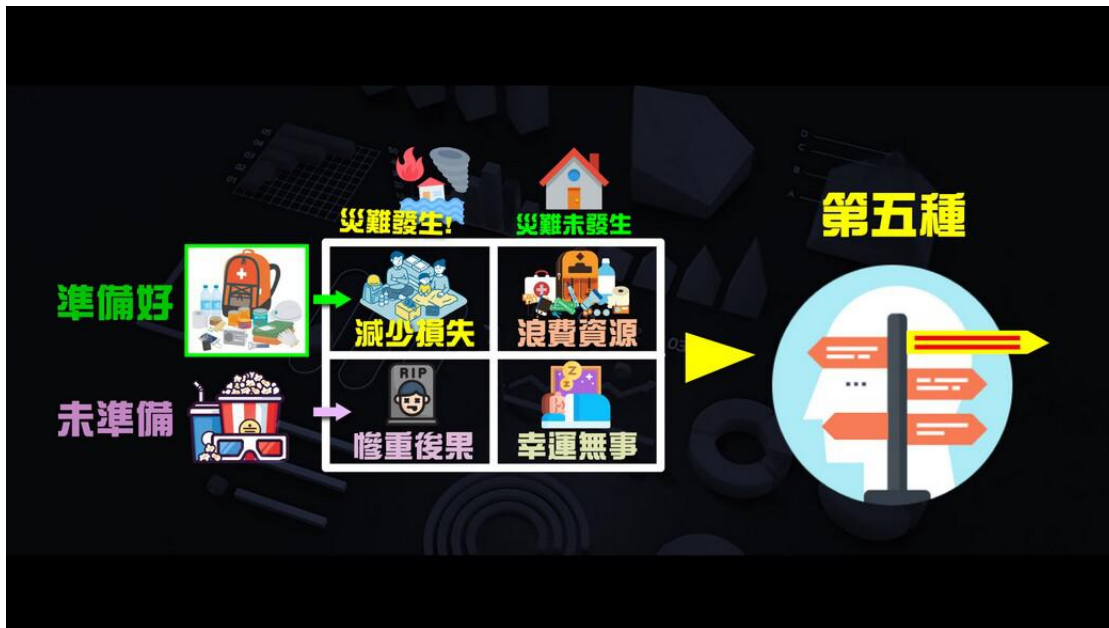 災難發生!
災難未發生
第五種
準備好
減少損失
浪費資源
未準備
RIP
慘重後果
幸運無事